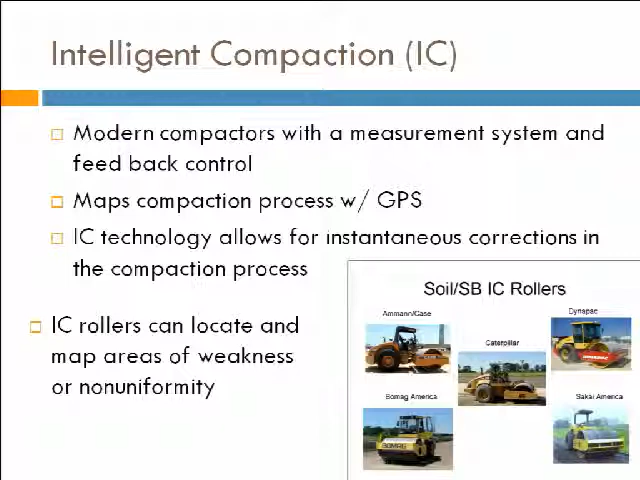 Intelligent Compaction (IC)
Modern compactors with a measurement system and
feed back control
Maps compaction process w/ GPS
IC technology allows for instantaneous corrections in
the compaction process
IC rollers can locate and
map areas of weakness
or nonuniformity
Soil/SB IC Rollers
Ammann/Case
Dynapac
Caterpillar
Bomag America
Sakai America
BOMAG